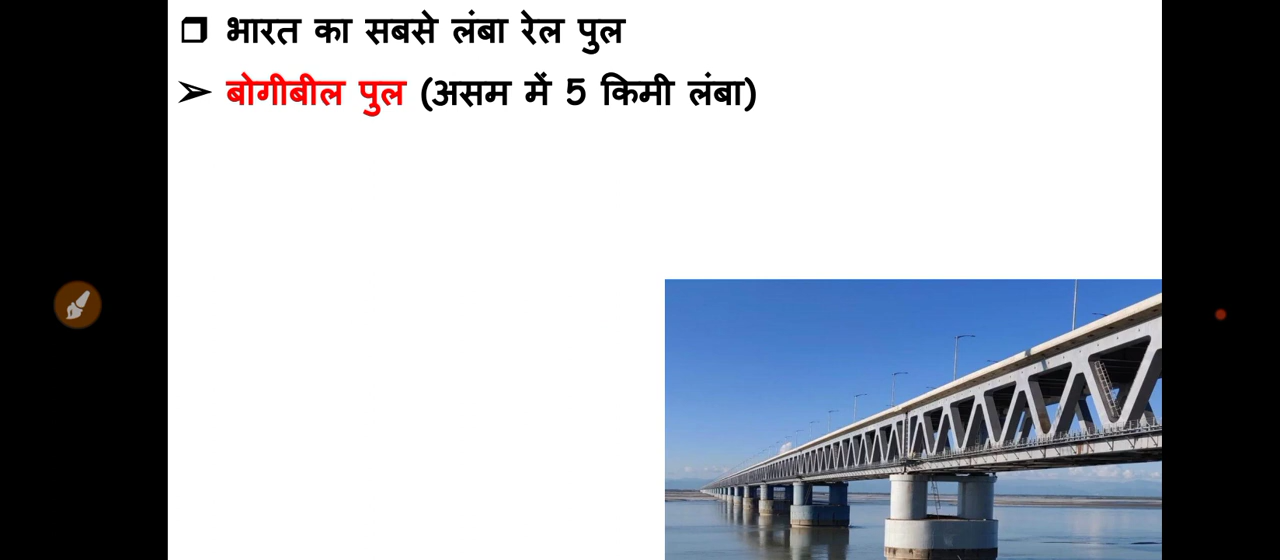 ❒ भारत का सबसे लंबा रेल पुल
➢ बोगीबील पुल (असम में 5 किमी लंबा)